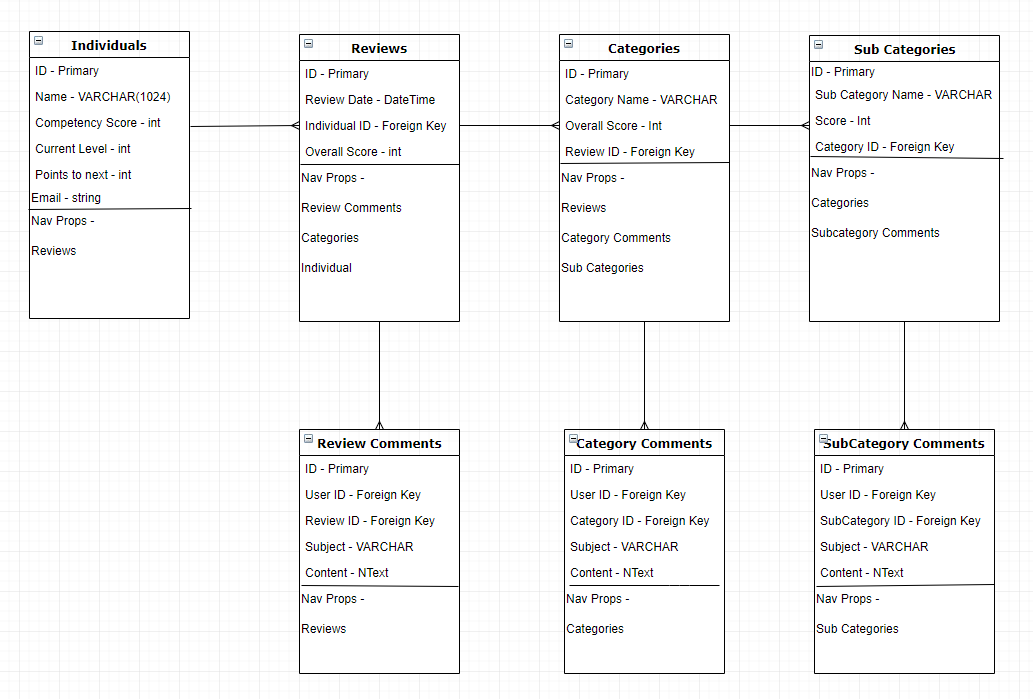 Individuals
ID - Primary
Name - VARCHAR(1024)
Competency Score - int
Current Level - int
Points to next - int
Email - string
Nav Props -
Reviews
Reviews
ID - Primary
Review Date - DateTime
Individual ID - Foreign Key
Overall Score - int
Nav Props -
Review Comments
Categories
Individual
Categories
ID - Primary
Category Name - VARCHAR
Overall Score - Int
Review ID - Foreign Key
Nav Props -
Reviews
Category Comments
Sub Categories
Sub Categories
ID - Primary
Sub Category Name - VARCHAR
Score - Int
Category ID - Foreign Key
Nav Props -
Categories
Subcategory Comments
Review Comments
ID - Primary
User ID - Foreign Key
Review ID - Foreign Key
Subject - VARCHAR
Content - NText
Nav Props -
Reviews
Category Comments
ID - Primary
User ID - Foreign Key
Category ID - Foreign Key
Subject - VARCHAR
Content - NText
Nav Props -
Categories
SubCategory Comments
ID - Primary
User ID - Foreign Key
SubCategory ID - Foreign Key
Subject - VARCHAR
Content - NText
Nav Props -
Sub Categories